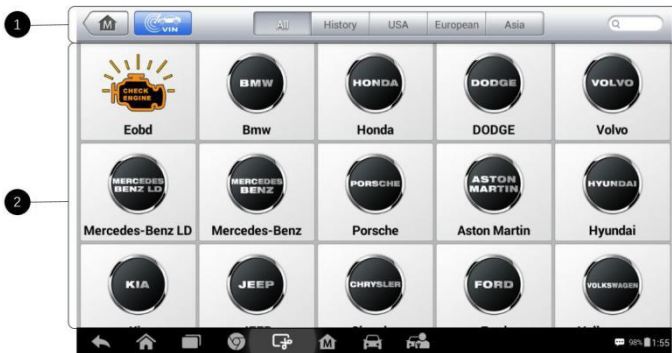 1
M
VIN
All
History
USA
European
Asia
2
CHECK
ENGINE
Eobd
BMW
Bmw
HONDA
Honda
DODGE
DODGE
VOLVO
Volvo
MERCEDES
BENZ LD
Mercedes-Benz LD
MERCEDES
BENZ
Mercedes-Benz
PORSCHE
Porsche
ASTON
MARTIN
Aston Martin
HYUNDAI
Hyundai
KIA
JEEP
CHRYSLER
FORD
VOLKSWAGEN
M
98%
1:55